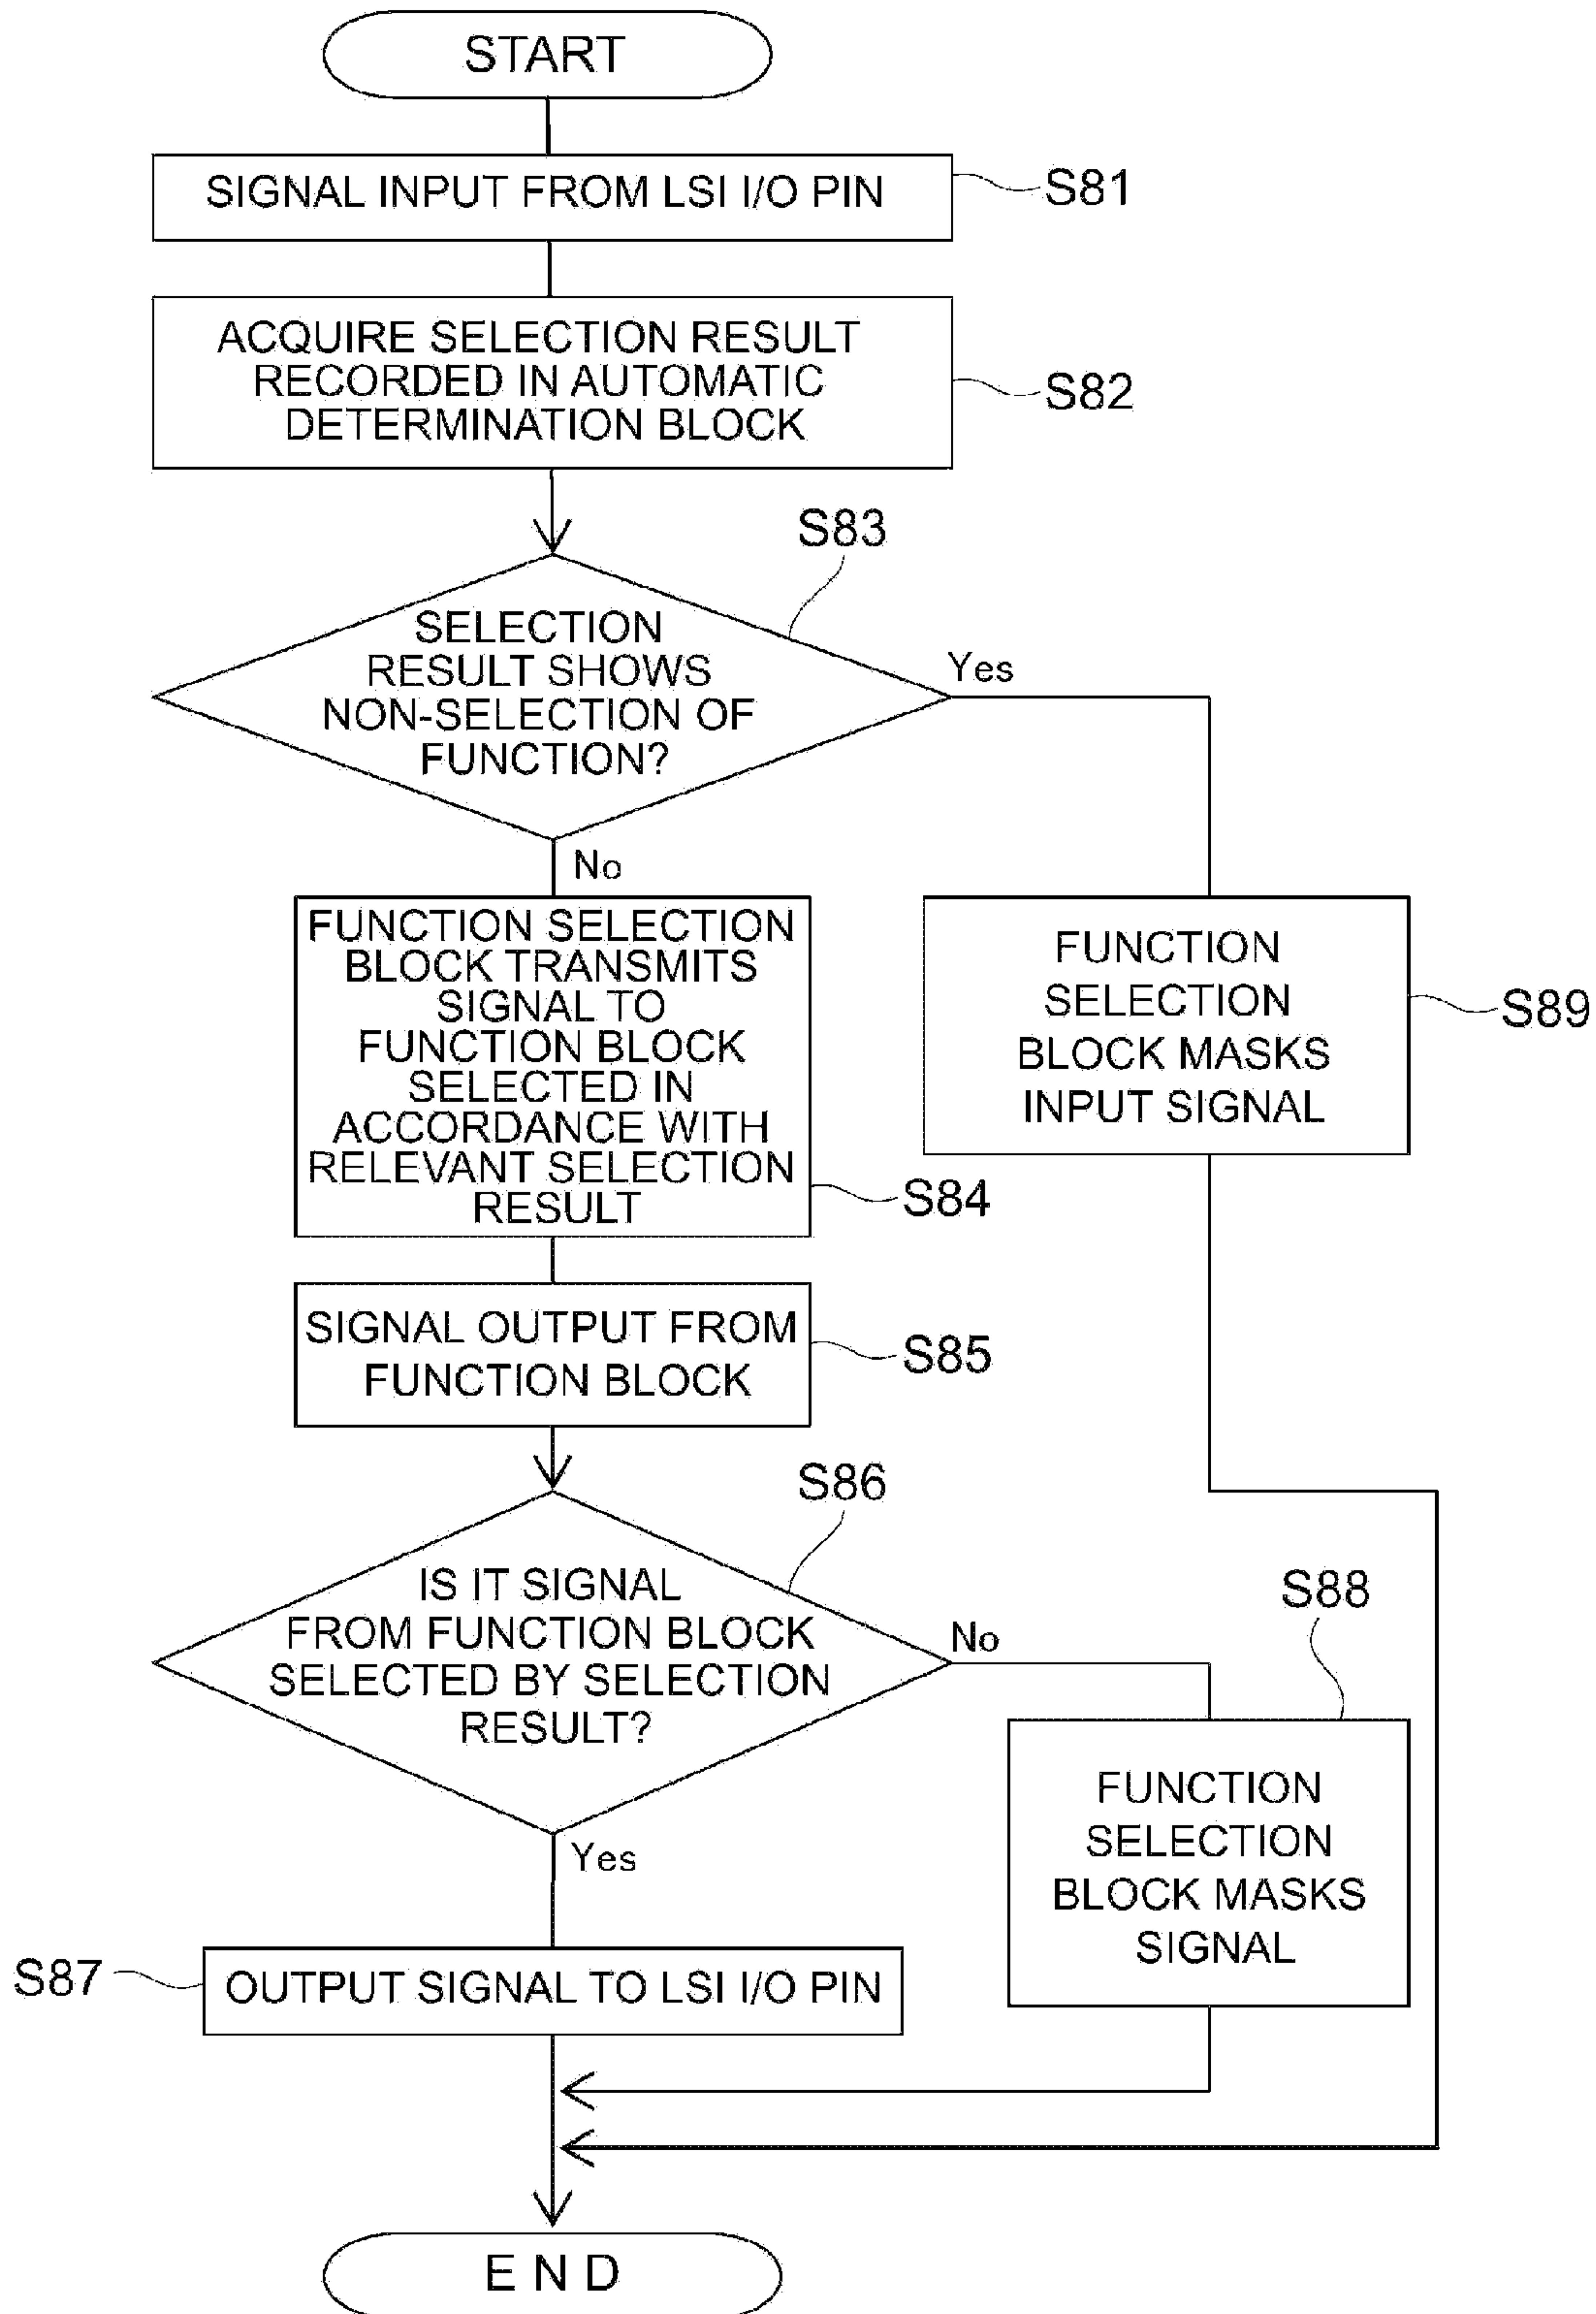 START
SIGNAL INPUT FROM LSI I/O PIN
S81
ACQUIRE SELECTION RESULT
RECORDED IN AUTOMATIC
DETERMINATION BLOCK
S82
S83
SELECTION
RESULT SHOWS
NON-SELECTION OF
FUNCTION?
Yes
No
FUNCTION SELECTION
BLOCK TRANSMITS
SIGNAL TO
FUNCTION BLOCK
SELECTED IN
ACCORDANCE WITH
RELEVANT SELECTION
RESULT
S84
FUNCTION
SELECTION
BLOCK MASKS
INPUT SIGNAL
S89
SIGNAL OUTPUT FROM
FUNCTION BLOCK
S85
S86
IS IT SIGNAL
FROM FUNCTION BLOCK
SELECTED BY SELECTION
RESULT?
No
S88
FUNCTION
SELECTION
BLOCK MASKS
SIGNAL
Yes
S87
OUTPUT SIGNAL TO LSI I/O PIN
END